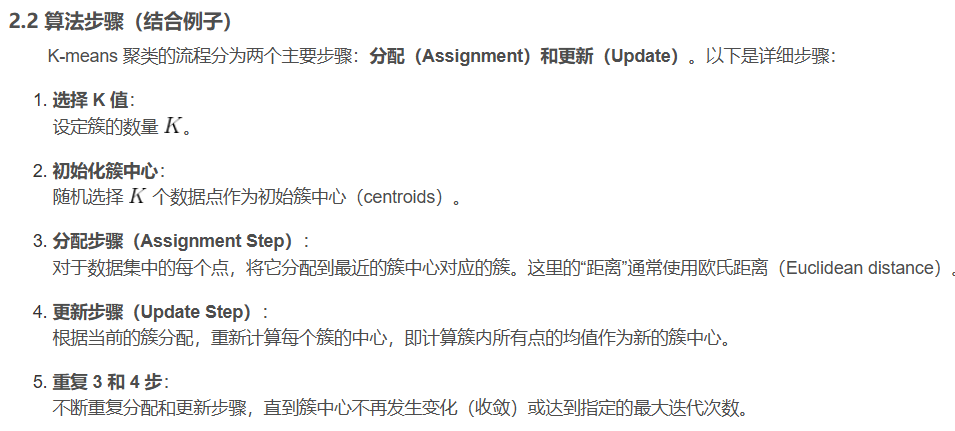 2.2 算法步骤（结合例子）
K-means 聚类的流程分为两个主要步骤：分配（Assignment）和更新（Update）。以下是详细步骤：
1. 选择 K 值：
设定簇的数量 K。
2. 初始化簇中心：
随机选择 K 个数据点作为初始簇中心（centroids）。
3. 分配步骤（Assignment Step）：
对于数据集中的每个点，将它分配到最近的簇中心对应的簇。这里的“距离”通常使用欧氏距离（Euclidean distance）。
4. 更新步骤（Update Step）：
根据当前的簇分配，重新计算每个簇的中心，即计算簇内所有点的均值作为新的簇中心。
5. 重复 3 和 4 步：
不断重复分配和更新步骤，直到簇中心不再发生变化（收敛）或达到指定的最大迭代次数。